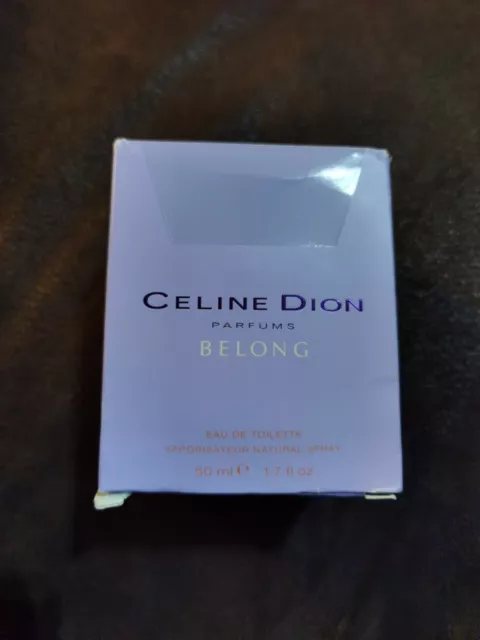 CELINE DION
PARFUMS
BELONG
EAU DE TOILETTE
VAPORISATEUR NATURAL SPRAY
50 ml ℮ 1.7 fl oz